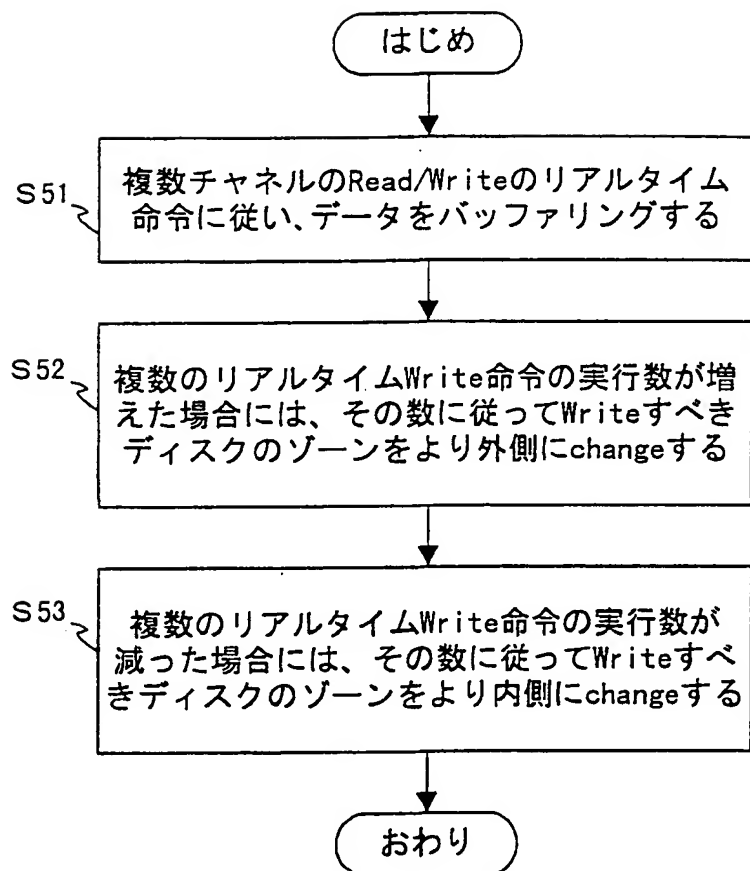 はじめ
S51
複数チャネルのRead/Writeのリアルタイム
命令に従い、データをバッファリングする
S52
複数のリアルタイムWrite命令の実行数が増
えた場合には、その数に従ってWriteすべき
ディスクのゾーンをより外側にchangeする
S53
複数のリアルタイムWrite命令の実行数が
減った場合には、その数に従ってWriteすべ
きディスクのゾーンをより内側にchangeする
おわり